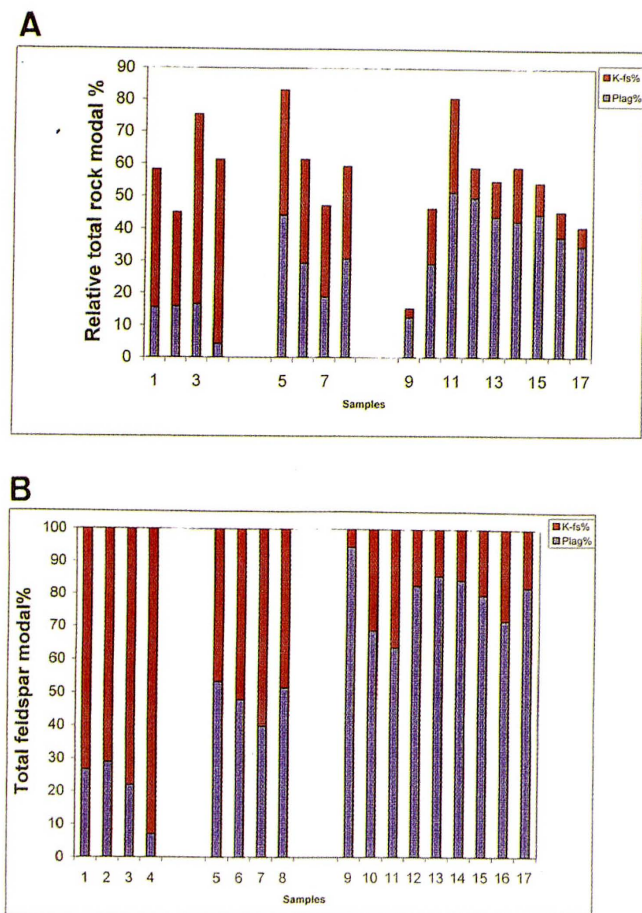 A
K-fs%
Plag%
Relative total rock modal %
90
80
70
60
50
40
30
20
10
0
1 3 5 7 9 11 13 15 17
Samples
B
K-fs%
Plag%
Total feldspar modal%
100
90
80
70
60
50
40
30
20
10
0
1 2 3 4 5 6 7 8 9 10 11 12 13 14 15 16 17
Samples